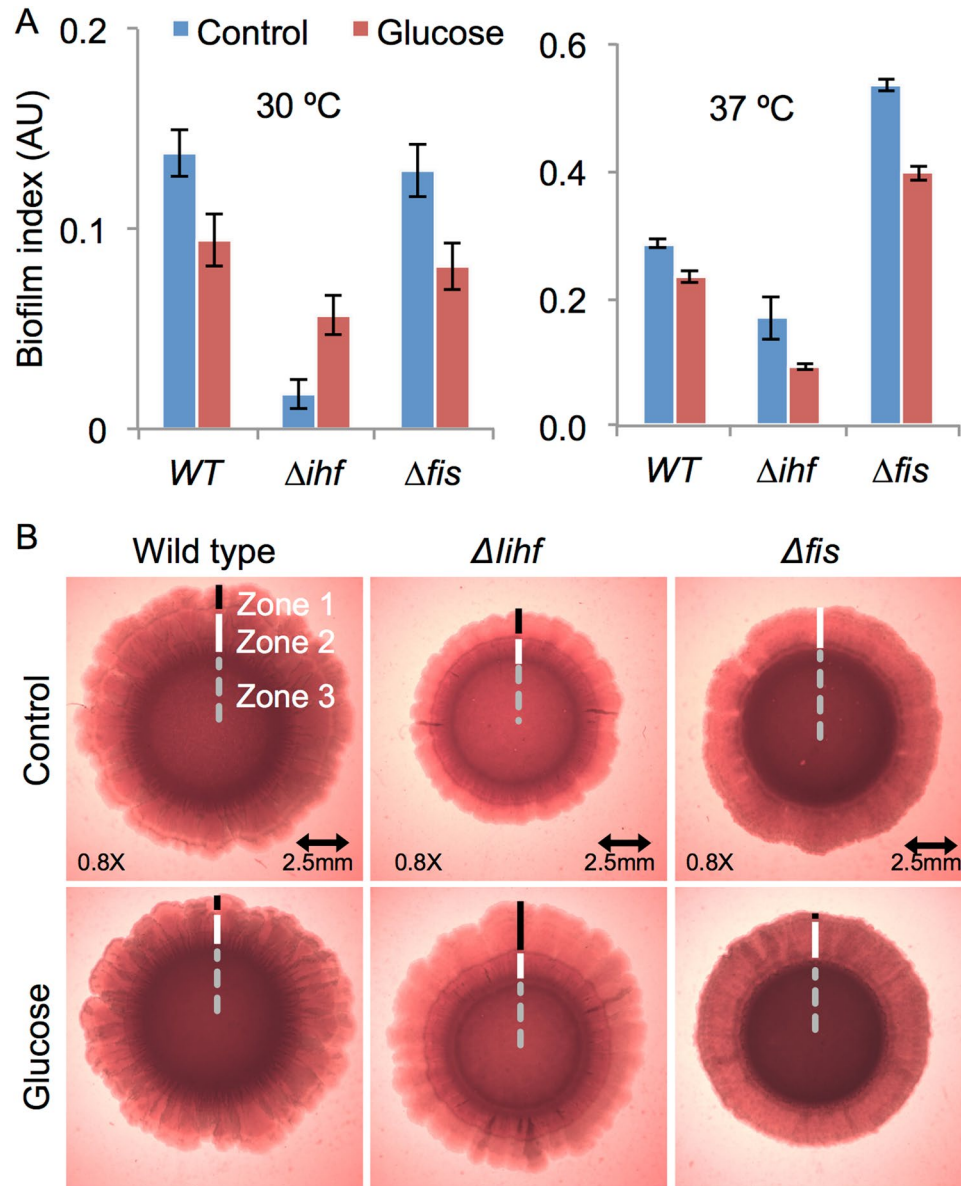 A
Control
Glucose
Biofilm index (AU)
0.2
0.1
0
30 ºC
WT
Δihf
Δfis
0.6
0.4
0.2
0.0
37 ºC
WT
Δihf
Δfis
B
Wild type
Δlihf
Δfis
Control
Zone 1
Zone 2
Zone 3
0.8X
2.5mm
0.8X
2.5mm
0.8X
2.5mm
Glucose